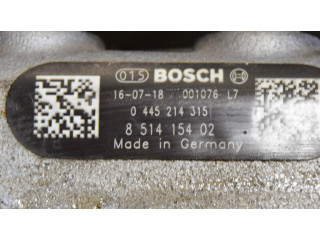 015 BOSCH
16-07-18 001076 L7
0 445 214 315
8 514 154 02
Made in Germany